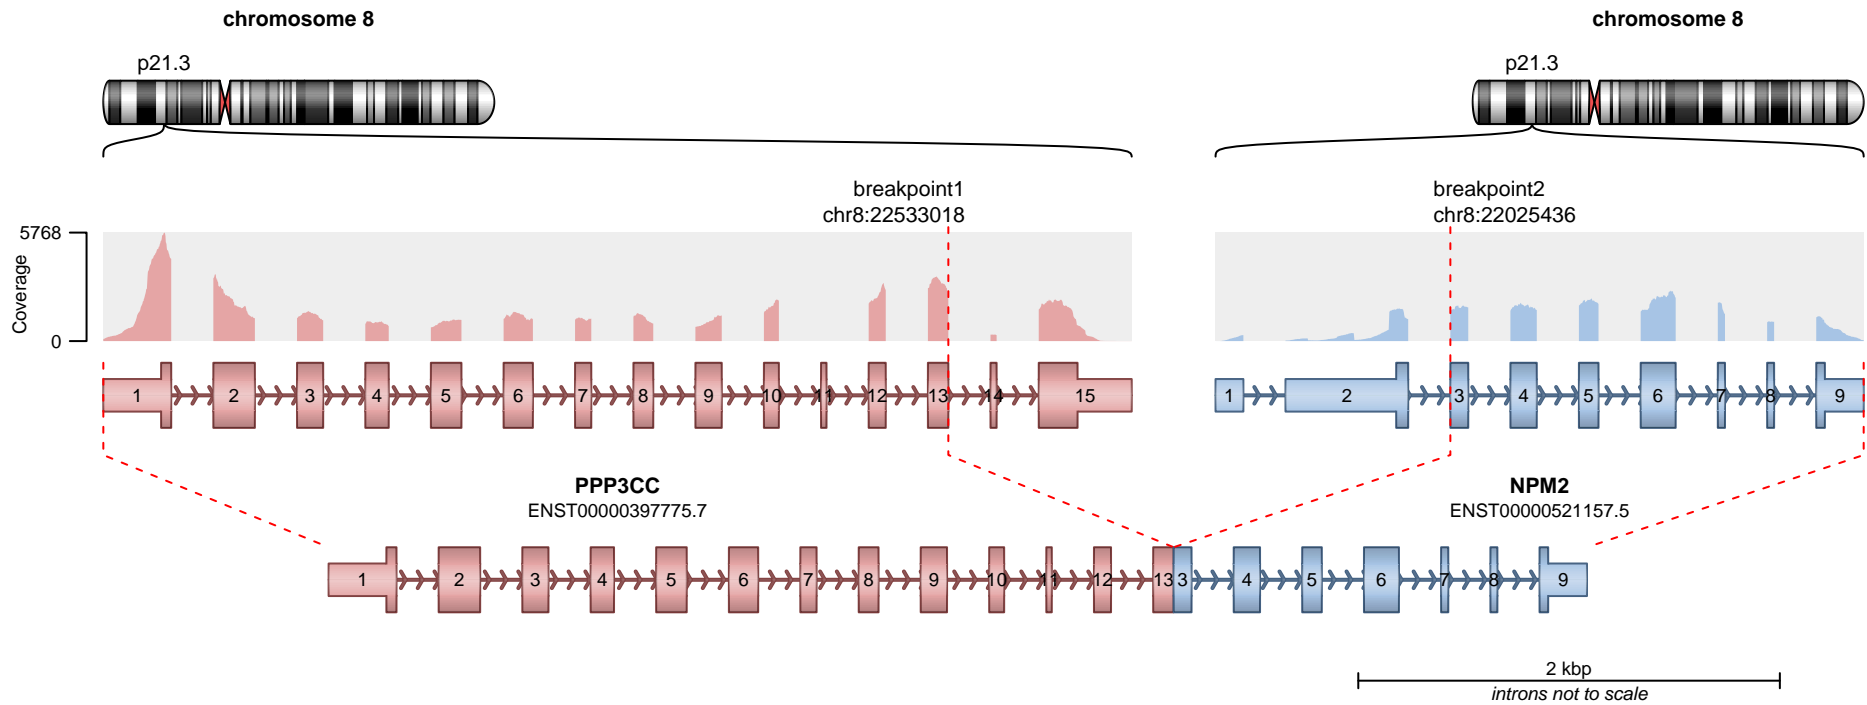 chromosome 8
chromosome 8
p21.3
p21.3
breakpoint1
chr8:22533018
breakpoint2
chr8:22025436
5768
Coverage
0
1 2 3 4 5 6 7 8 9 10 11 12 13 14 15
1 2 3 4 5 6 7 8 9
PPP3CC
ENST00000397775.7
NPM2
ENST00000521157.5
1 2 3 4 5 6 7 8 9 10 11 12 13 3 4 5 6 7 8 9
2 kbp
introns not to scale